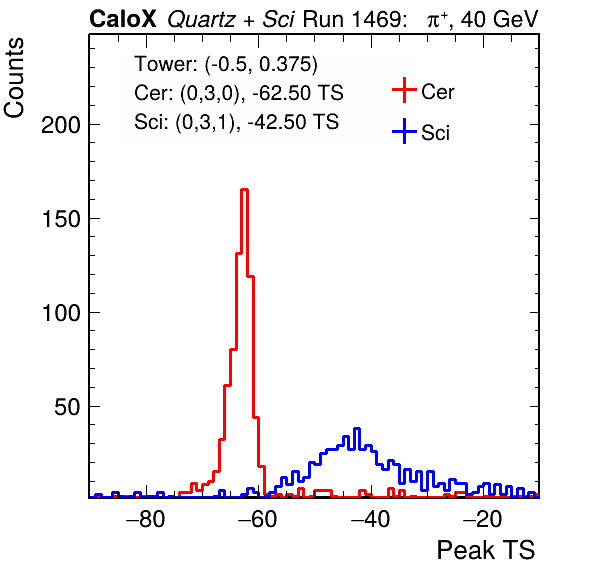 CaloX Quartz + Sci Run 1469: π⁺, 40 GeV
Counts
Tower: (-0.5, 0.375)
Cer: (0,3,0), -62.50 TS
Sci: (0,3,1), -42.50 TS
Cer
Sci
200
150
100
50
−80 −60 −40 −20
Peak TS